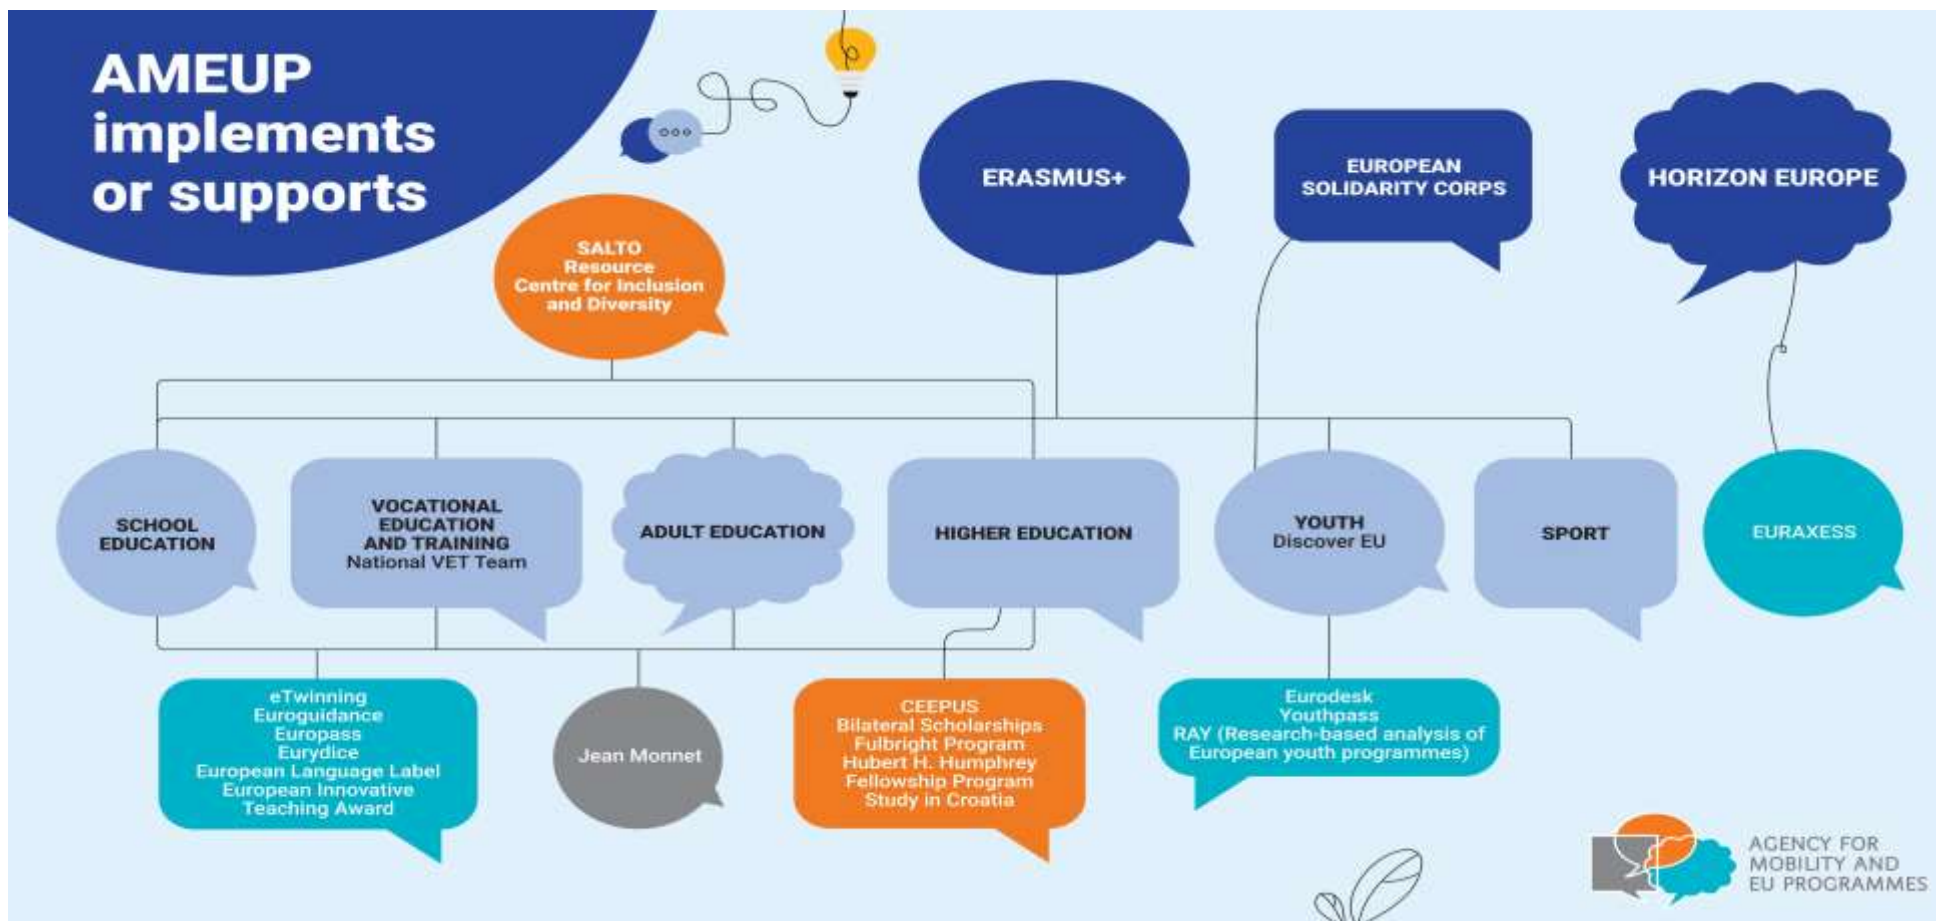 AMEUP
implements
or supports
ERASMUS+
EUROPEAN
SOLIDARITY CORPS
HORIZON EUROPE
SALTO
Resource
Centre for Inclusion
and Diversity
SCHOOL
EDUCATION
VOCATIONAL
EDUCATION
AND TRAINING
National VET Team
ADULT EDUCATION
HIGHER EDUCATION
YOUTH
Discover EU
SPORT
EURAXESS
eTwinning
Euroguidance
Europass
Eurydice
European Language Label
European Innovative
Teaching Award
Jean Monnet
CEEPUS
Bilateral Scholarships
Fulbright Program
Hubert H. Humphrey
Fellowship Program
Study in Croatia
Eurodesk
Youthpass
RAY (Research-based analysis of
European youth programmes)
AGENCY FOR
MOBILITY AND
EU PROGRAMMES